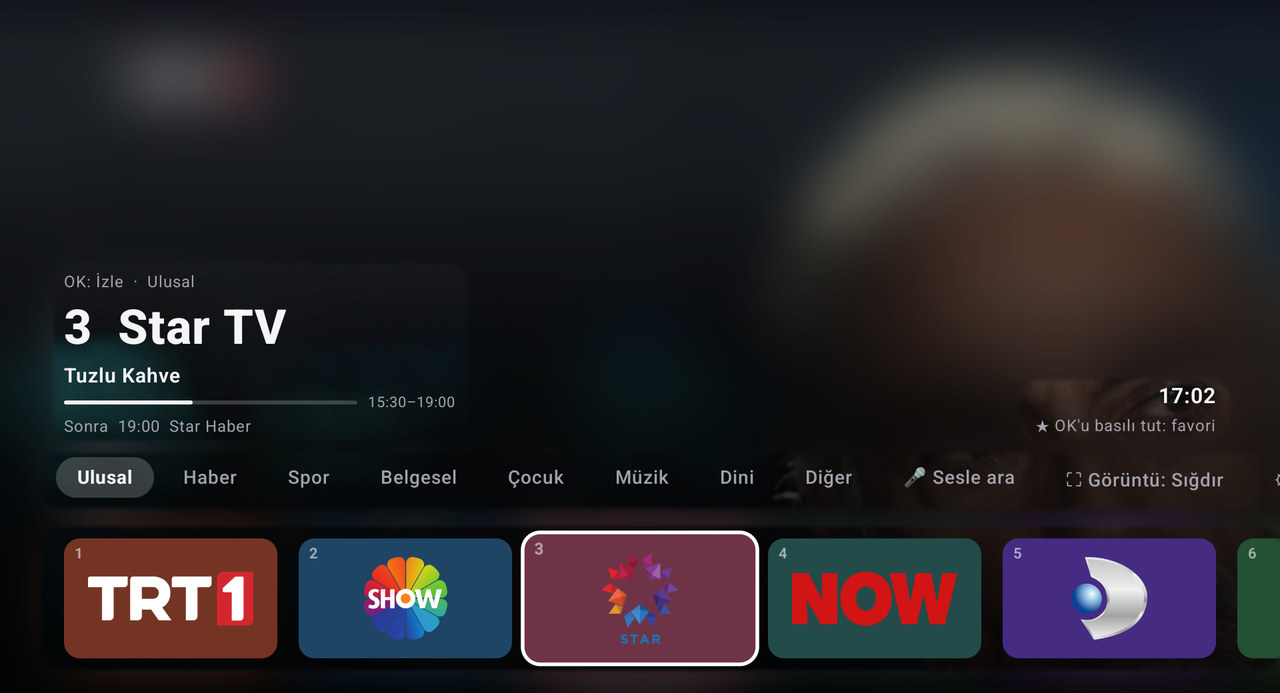 OK: İzle · Ulusal
3 Star TV
Tuzlu Kahve
15:30–19:00
Sonra 19:00 Star Haber
17:02
★ OK'u basılı tut: favori
Ulusal Haber Spor Belgesel Çocuk Müzik Dini Diğer 🎤 Sesle ara ⛶ Görüntü: Sığdır
1 2 3 4 5 6
TRT1 SHOW STAR NOW